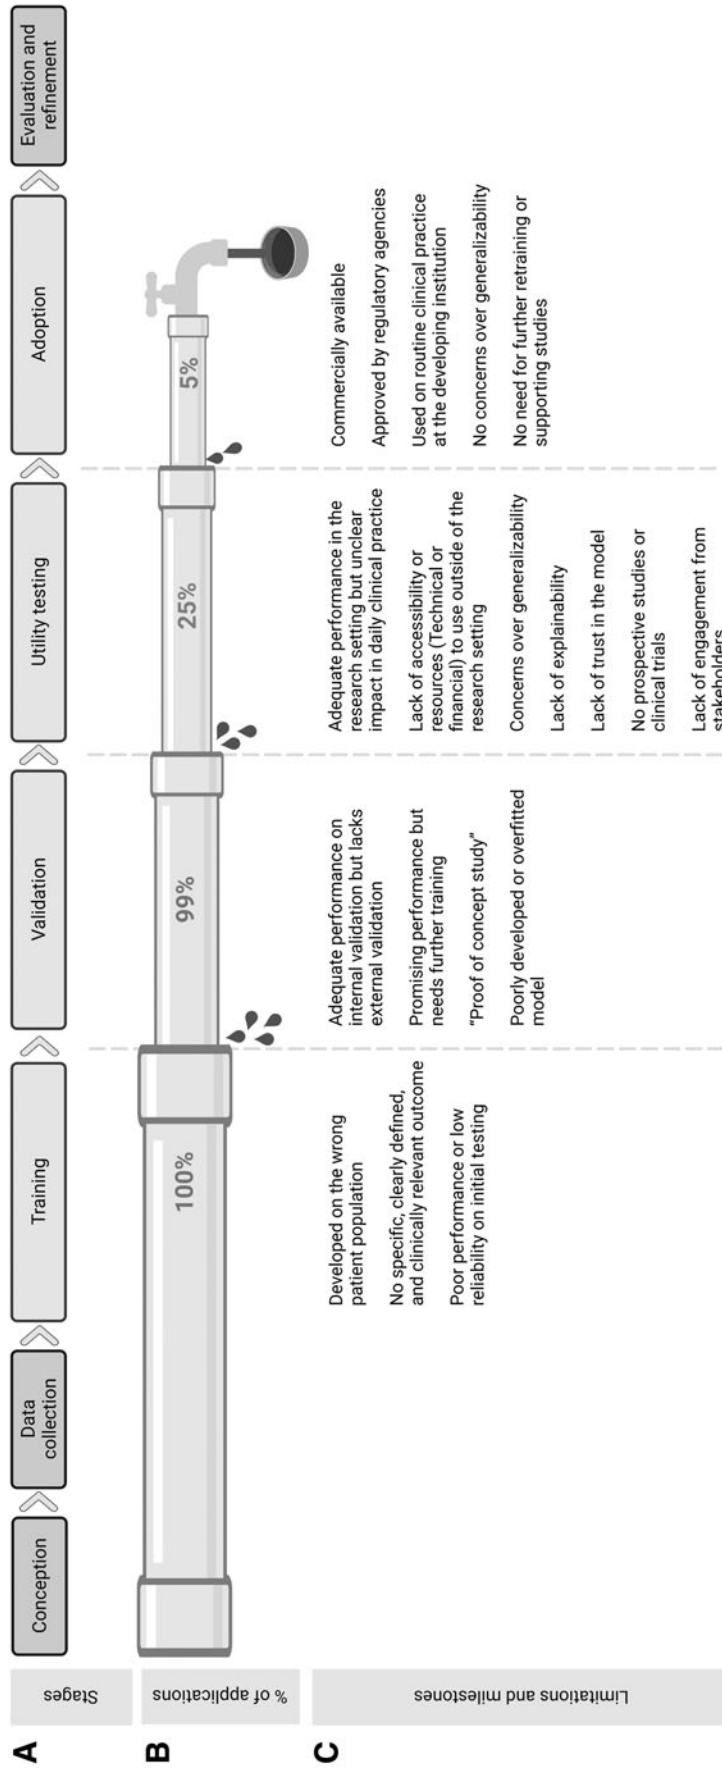 A
Stages
Conception
Data
collection
Training
Validation
Utility testing
Adoption
Evaluation and
refinement
B
% of applications
100%
99%
25%
5%
C
Limitations and milestones
Developed on the wrong
patient population
No specific, clearly defined,
and clinically relevant outcome
Poor performance or low
reliability on initial testing
Adequate performance on
internal validation but lacks
external validation
Promising performance but
needs further training
"Proof of concept study"
Poorly developed or overfitted
model
Adequate performance in the
research setting but unclear
impact in daily clinical practice
Lack of accessibility or
resources (Technical or
financial) to use outside of the
research setting
Concerns over generalizability
Lack of explainability
Lack of trust in the model
No prospective studies or
clinical trials
Lack of engagement from
stakeholders
Commercially available
Approved by regulatory agencies
Used on routine clinical practice
at the developing institution
No concerns over generalizability
No need for further retraining or
supporting studies